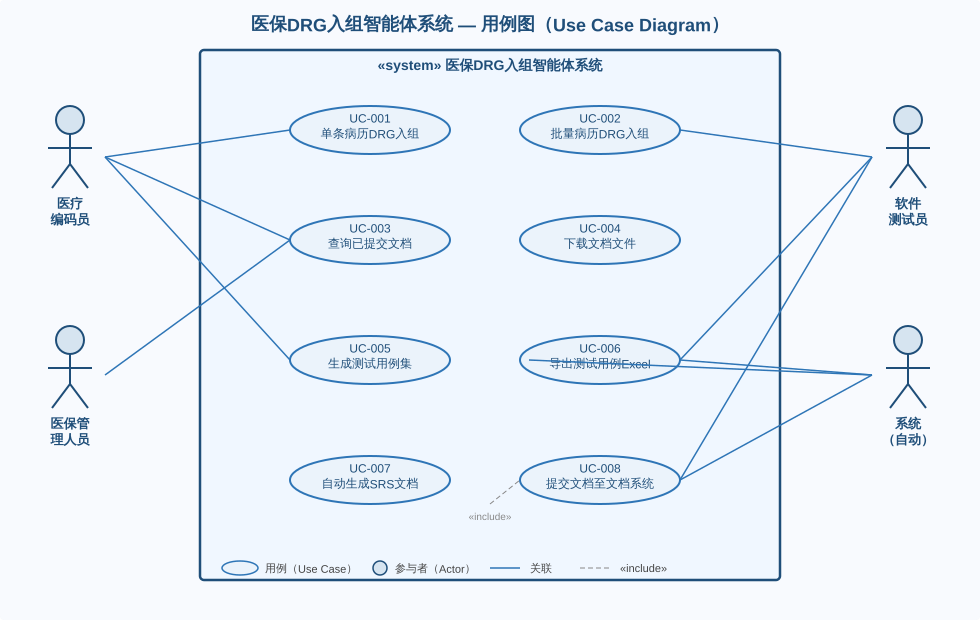 医保DRG入组智能体系统 — 用例图（Use Case Diagram）
«system» 医保DRG入组智能体系统
UC-001
单条病历DRG入组
UC-002
批量病历DRG入组
医疗
编码员
软件
测试员
UC-003
查询已提交文档
UC-004
下载文档文件
UC-005
生成测试用例集
UC-006
导出测试用例Excel
医保管
理人员
系统
（自动）
UC-007
自动生成SRS文档
UC-008
提交文档至文档系统
«include»
用例（Use Case） 参与者（Actor） 关联 «include»